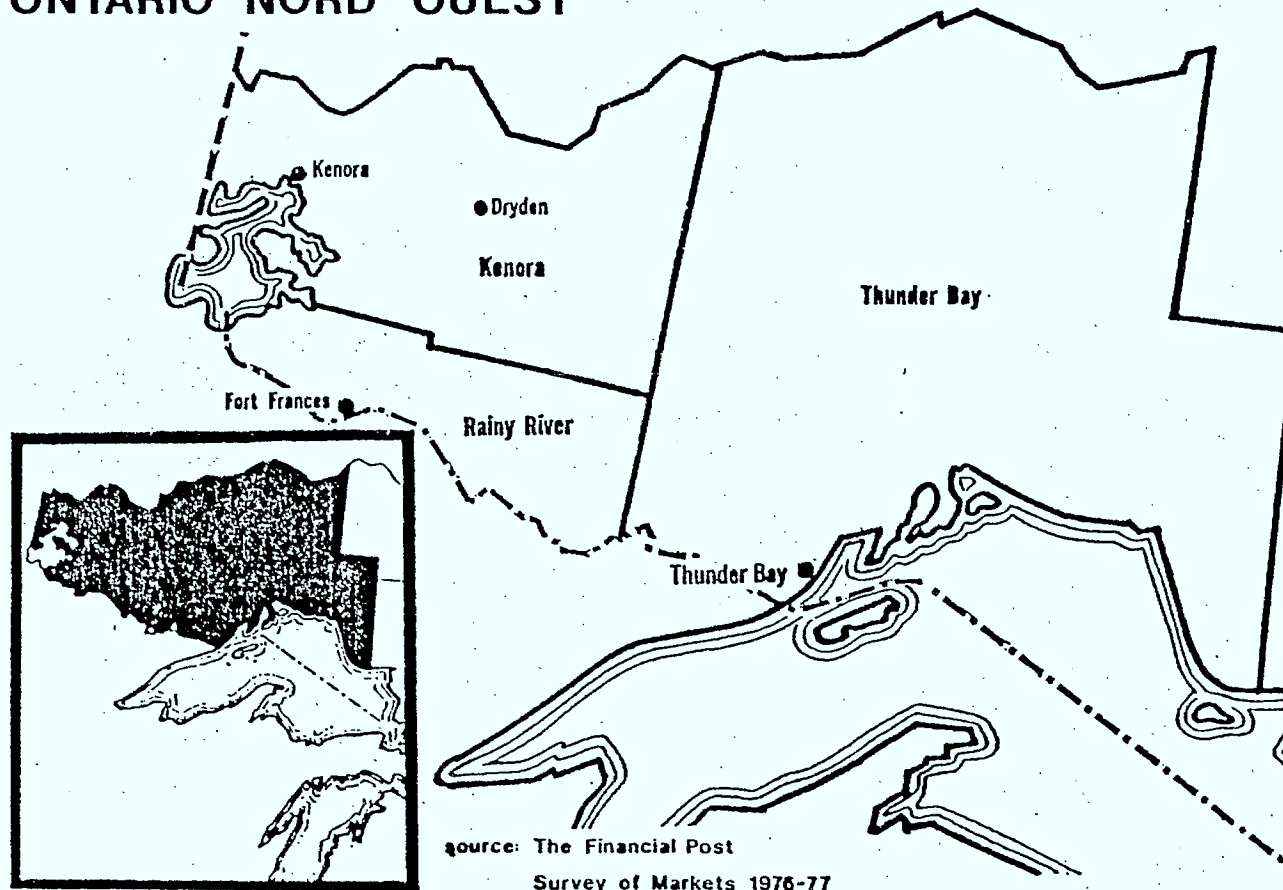 ONTARIO NORD OUEST
Kenora
Dryden
Kenora
Thunder Bay
Fort Frances
Rainy River
Thunder Bay
source: The Financial Post
Survey of Markets 1976-77